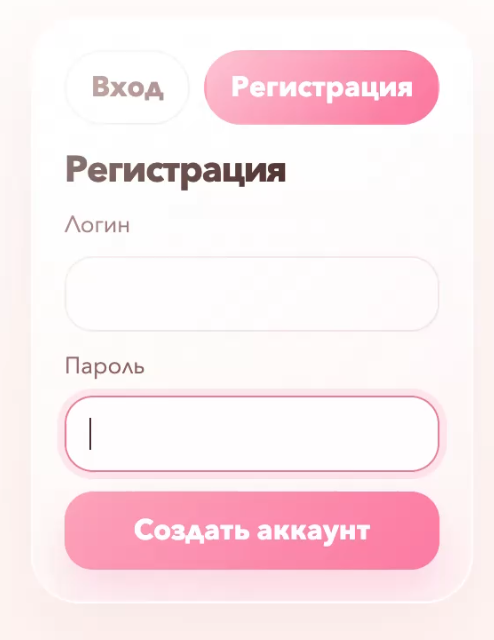 Вход Регистрация
Регистрация
Логин
Пароль
Создать аккаунт